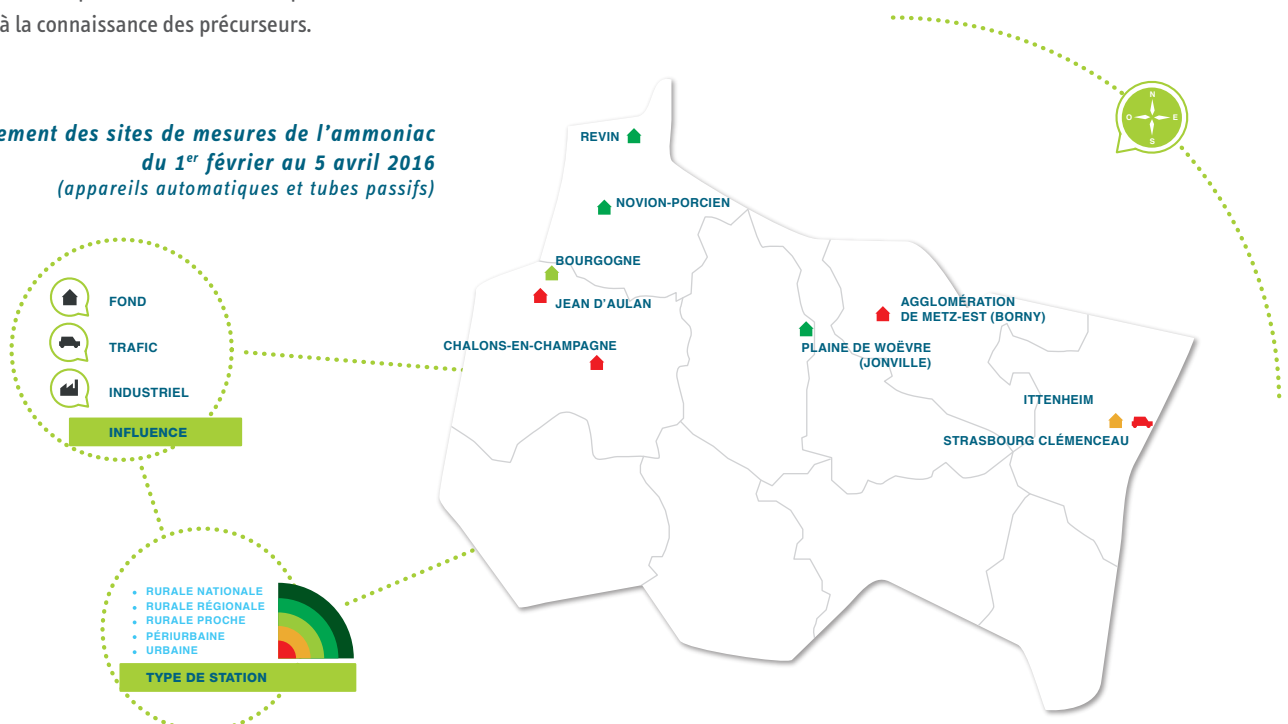 à la connaissance des précurseurs.
ement des sites de mesures de l’ammoniac
du 1er février au 5 avril 2016
(appareils automatiques et tubes passifs)
N
O E
S
REVIN
NOVION-PORCIEN
BOURGOGNE
JEAN D’AULAN
CHALONS-EN-CHAMPAGNE
AGGLOMÉRATION
DE METZ-EST (BORNY)
PLAINE DE WOËVRE
(JONVILLE)
ITTENHEIM
STRASBOURG CLÉMENCEAU
FOND
TRAFIC
INDUSTRIEL
INFLUENCE
• RURALE NATIONALE
• RURALE RÉGIONALE
• RURALE PROCHE
• PÉRIURBAINE
• URBAINE
TYPE DE STATION